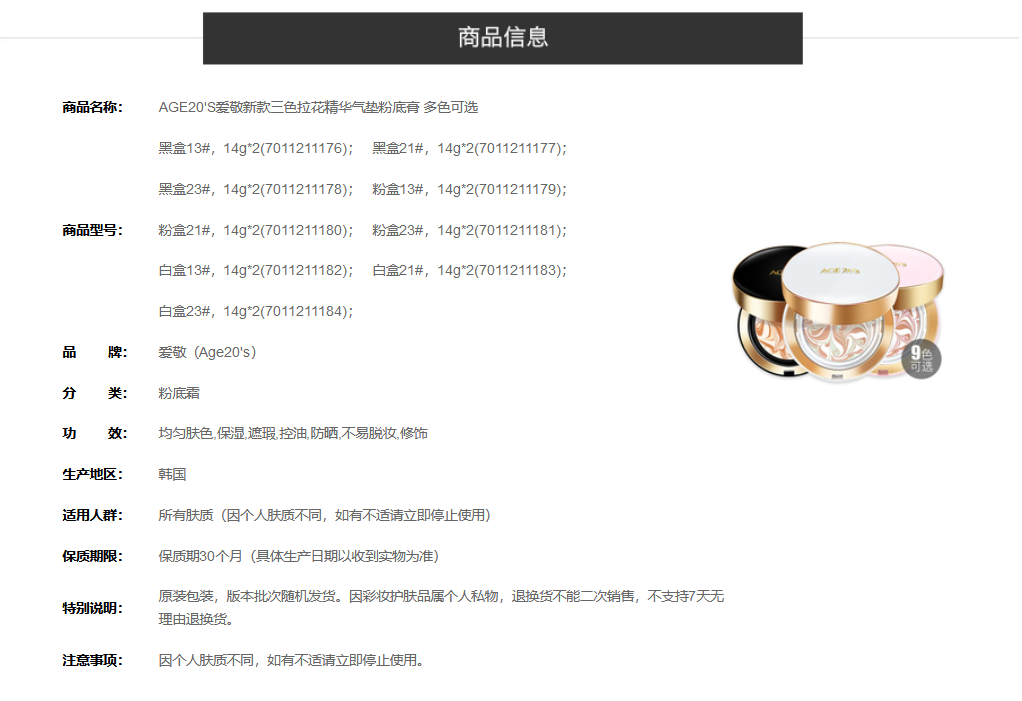 商品信息
商品名称： AGE20'S爱敬新款三色拉花精华气垫粉底膏 多色可选
黑盒13#，14g*2(7011211176)； 黑盒21#，14g*2(7011211177)；
黑盒23#，14g*2(7011211178)； 粉盒13#，14g*2(7011211179)；
商品型号： 粉盒21#，14g*2(7011211180)； 粉盒23#，14g*2(7011211181)；
白盒13#，14g*2(7011211182)； 白盒21#，14g*2(7011211183)；
白盒23#，14g*2(7011211184)；
品 牌： 爱敬（Age20's）
分 类： 粉底霜
功 效： 均匀肤色,保湿,遮瑕,控油,防晒,不易脱妆,修饰
生产地区： 韩国
适用人群： 所有肤质（因个人肤质不同，如有不适请立即停止使用）
保质期限： 保质期30个月（具体生产日期以收到实物为准）
特别说明： 原装包装，版本批次随机发货。因彩妆护肤品属个人私物，退换货不能二次销售，不支持7天无
理由退换货。
注意事项： 因个人肤质不同，如有不适请立即停止使用。
AGE 20's
9色
可选